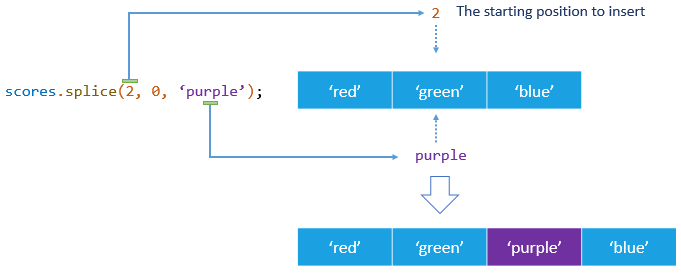 2 The starting position to insert
scores.splice(2, 0, ‘purple’);
‘red’ ‘green’ ‘blue’
purple
‘red’ ‘green’ ‘purple’ ‘blue’